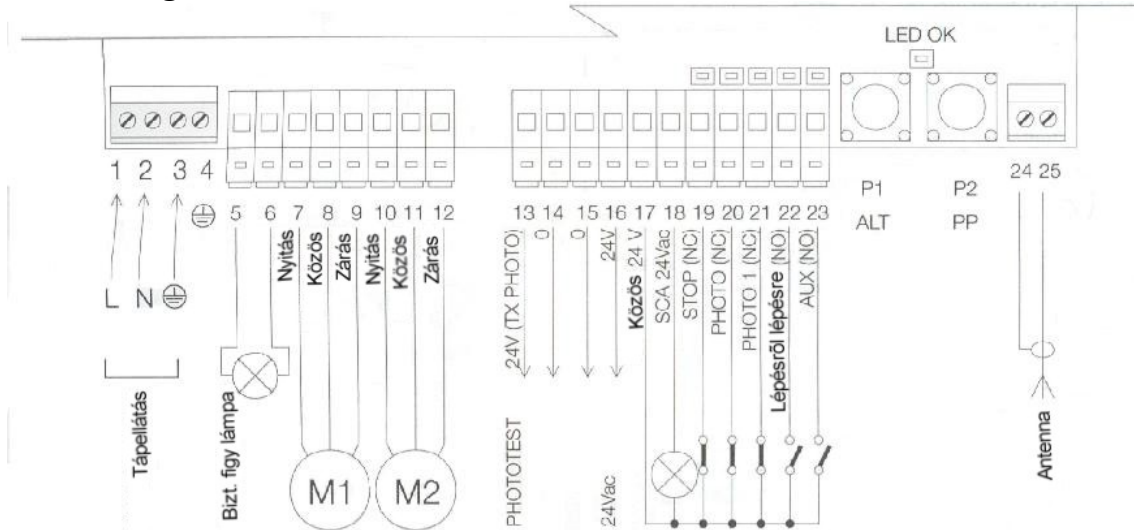 LED OK
1 2 3 4
5 6 7 8 9 10 11 12
13 14 15 16 17 18 19 20 21 22 23
24 25
P1
P2
ALT
PP
L N
Tápellátás
Bizt. figy lámpa
Nyitás
Közös
Zárás
Nyitás
Közös
Zárás
M1
M2
24V (TX PHOTO)
0
0
24V
Közös 24 V
SCA 24Vac
STOP (NC)
PHOTO (NC)
PHOTO 1 (NC)
Lépésről lépésre (NO)
AUX (NO)
PHOTOTEST
24Vac
Antenna